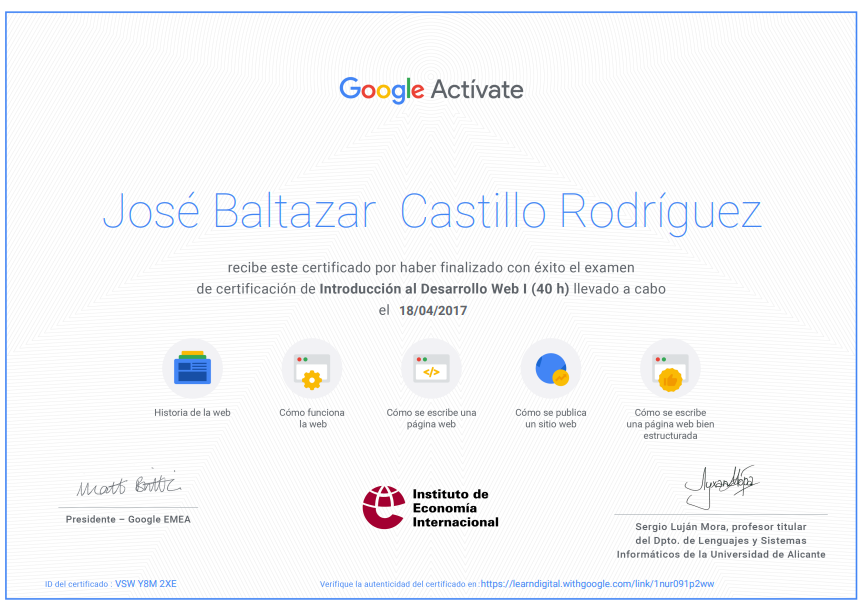 Google Actívate
José Baltazar Castillo Rodríguez
recibe este certificado por haber finalizado con éxito el examen
de certificación de Introducción al Desarrollo Web I (40 h) llevado a cabo
el 18/04/2017
</>
Historia de la web
Cómo funciona
la web
Cómo se escribe una
página web
Cómo se publica
un sitio web
Cómo se escribe
una página web bien
estructurada
Matt Brittin
Presidente – Google EMEA
Instituto de
Economía
Internacional
Sergio Luján Mora, profesor titular
del Dpto. de Lenguajes y Sistemas
Informáticos de la Universidad de Alicante
ID del certificado : VSW Y8M 2XE
Verifique la autenticidad del certificado en :https://learndigital.withgoogle.com/link/1nur091p2ww